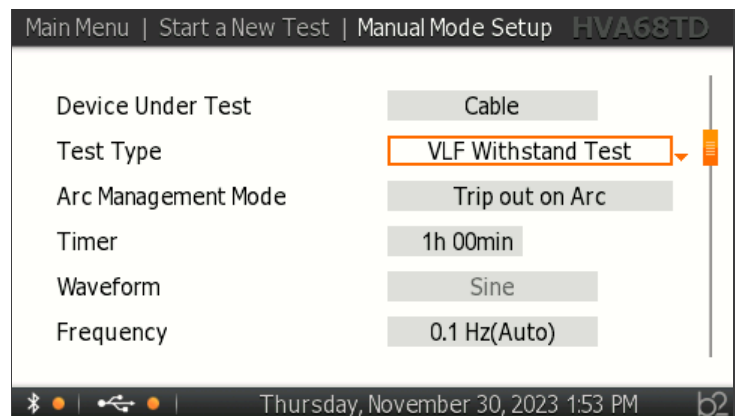 Main Menu | Start a New Test | Manual Mode Setup HVA68TD
Device Under Test Cable
Test Type VLF Withstand Test
Arc Management Mode Trip out on Arc
Timer 1h 00min
Waveform Sine
Frequency 0.1 Hz(Auto)
Thursday, November 30, 2023 1:53 PM b2